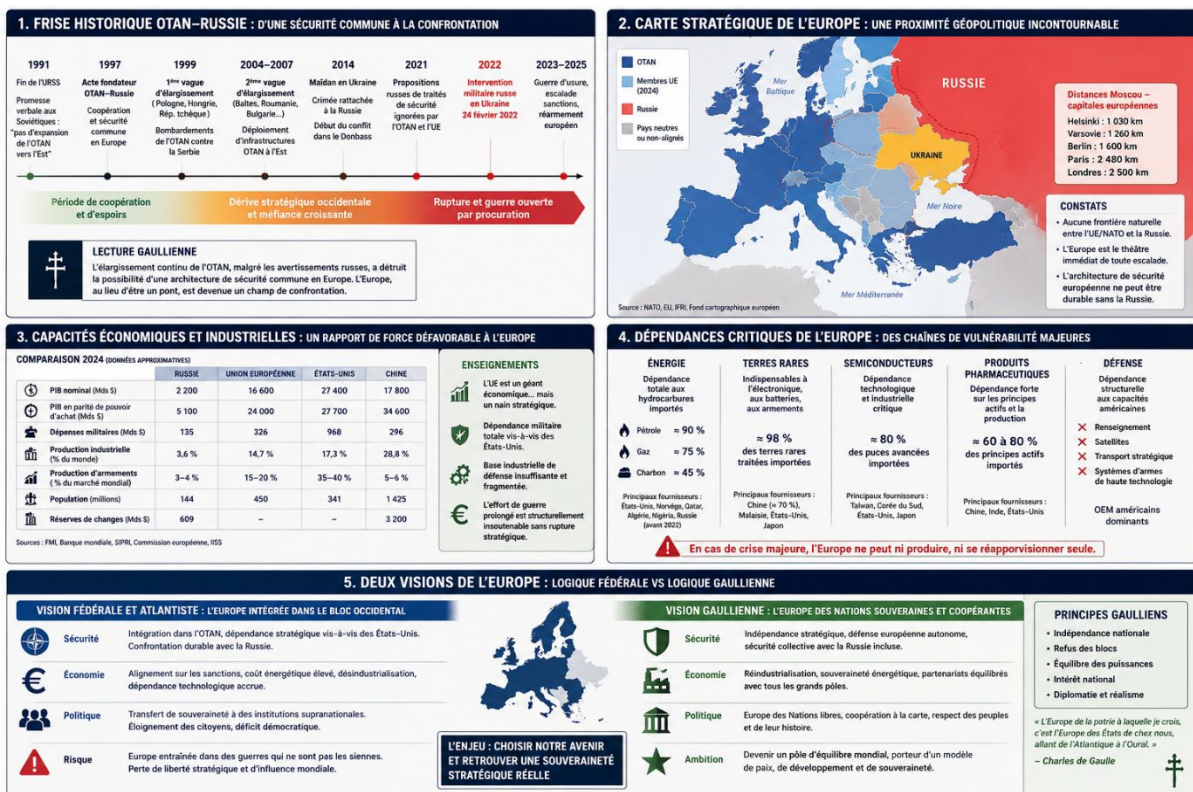 1. FRISE HISTORIQUE OTAN–RUSSIE : D'UNE SÉCURITÉ COMMUNE À LA CONFRONTATION
1991
Fin de l'URSS
Promesse
verbale aux
Soviétiques :
"pas d'expansion
de l'OTAN
vers l'Est"
1997
Acte fondateur
OTAN–Russie
Coopération
et sécurité
commune
en Europe
1999
1ère vague
d'élargissement
(Pologne, Hongrie,
Rép. tchèque)
Bombardements
de l'OTAN contre
la Serbie
2004–2007
2ème vague
d'élargissement
(Baltes, Roumanie,
Bulgarie...)
Déploiement
d'infrastructures
OTAN à l'Est
2014
Maïdan en Ukraine
Crimée rattachée
à la Russie
Début du conflit
dans le Donbass
2021
Propositions
russes de traités
de sécurité
ignorées par
l'OTAN et l'UE
2022
Intervention
militaire russe
en Ukraine
24 février 2022
2023–2025
Guerre d'usure,
escalade
sanctions,
réarmement
européen
Période de coopération
et d'espoirs
Dérive stratégique occidentale
et méfiance croissante
Rupture et guerre ouverte
par procuration
LECTURE GAULLIENNE
L'élargissement continu de l'OTAN, malgré les avertissements russes, a détruit
la possibilité d'une architecture de sécurité commune en Europe. L'Europe,
au lieu d'être un pont, est devenue un champ de confrontation.
2. CARTE STRATÉGIQUE DE L'EUROPE : UNE PROXIMITÉ GÉOPOLITIQUE INCONTOURNABLE
OTAN
Membres UE
(2024)
Russie
Pays neutres
ou non-alignés
Mer
Baltique
RUSSIE
UKRAINE
Mer Noire
Mer Méditerranée
Distances Moscou –
capitales européennes
Helsinki : 1 030 km
Varsovie : 1 260 km
Berlin : 1 600 km
Paris : 2 480 km
Londres : 2 500 km
CONSTATS
• Aucune frontière naturelle
entre l'UE/NATO et la Russie.
• L'Europe est le théâtre
immédiat de toute escalade.
• L'architecture de sécurité
européenne ne peut être
durable sans la Russie.
Source : NATO, EU, IFRI, Fond cartographique européen
3. CAPACITÉS ÉCONOMIQUES ET INDUSTRIELLES : UN RAPPORT DE FORCE DÉFAVORABLE À L'EUROPE
COMPARAISON 2024 (DONNÉES APPROXIMATIVES)
RUSSIE UNION EUROPÉENNE ÉTATS-UNIS CHINE
PIB nominal (Mds $) 2 200 16 600 27 400 17 800
PIB en parité de pouvoir
d'achat (Mds $) 5 100 24 000 27 700 34 600
Dépenses militaires (Mds $) 135 326 968 296
Production industrielle
(% du monde) 3,6 % 14,7 % 17,3 % 28,8 %
Production d'armements
( % du marché mondial) 3–4 % 15–20 % 35–40 % 5–6 %
Population (millions) 144 450 341 1 425
Réserves de changes (Mds $) 609 – – 3 200
Sources : FMI, Banque mondiale, SIPRI, Commission européenne, IISS
ENSEIGNEMENTS
L'UE est un géant
économique... mais
un nain stratégique.
Dépendance militaire
totale vis-à-vis des
États-Unis.
Base industrielle de
défense insuffisante et
fragmentée.
€
L'effort de guerre
prolongé est structurellement
insoutenable sans rupture
stratégique.
4. DÉPENDANCES CRITIQUES DE L'EUROPE : DES CHAÎNES DE VULNÉRABILITÉ MAJEURES
ÉNERGIE
Dépendance
totale aux
hydrocarbures
importés
Pétrole ≈ 90 %
Gaz ≈ 75 %
Charbon ≈ 45 %
Principaux fournisseurs :
États-Unis, Norvège, Qatar,
Algérie, Nigéria, Russie
(avant 2022)
TERRES RARES
Indispensables à
l'électronique,
aux batteries,
aux armements
≈ 98 %
des terres rares
traitées importées
Principaux fournisseurs :
Chine (≈ 70 %),
Malaisie, États-Unis,
Japon
SEMICONDUCTEURS
Dépendance
technologique
et industrielle
critique
≈ 80 %
des puces avancées
importées
Principaux fournisseurs :
Taïwan, Corée du Sud,
États-Unis, Japon
PRODUITS
PHARMACEUTIQUES
Dépendance forte
sur les principes
actifs et la
production
≈ 60 à 80 %
des principes actifs
importés
Principaux fournisseurs :
Chine, Inde, États-Unis
DÉFENSE
Dépendance
structurelle
aux capacités
américaines
Renseignement
Satellites
Transport stratégique
Systèmes d'armes
de haute technologie
OEM américains
dominants
En cas de crise majeure, l'Europe ne peut ni produire, ni se réapporvisionner seule.
5. DEUX VISIONS DE L'EUROPE : LOGIQUE FÉDÉRALE VS LOGIQUE GAULLIENNE
VISION FÉDÉRALE ET ATLANTISTE : L'EUROPE INTÉGRÉE DANS LE BLOC OCCIDENTAL
Sécurité
Intégration dans l'OTAN, dépendance stratégique vis-à-vis des États-Unis.
Confrontation durable avec la Russie.
€
Économie
Alignement sur les sanctions, coût énergétique élevé, désindustrialisation,
dépendance technologique accrue.
Politique
Transfert de souveraineté à des institutions supranationales.
Éloignement des citoyens, déficit démocratique.
Risque
Europe entraînée dans des guerres qui ne sont pas les siennes.
Perte de liberté stratégique et d'influence mondiale.
L'ENJEU : CHOISIR NOTRE AVENIR
ET RETROUVER UNE SOUVERAINETÉ
STRATÉGIQUE RÉELLE
VISION GAULLIENNE : L'EUROPE DES NATIONS SOUVERAINES ET COOPÉRANTES
Sécurité
Indépendance stratégique, défense européenne autonome,
sécurité collective avec la Russie incluse.
Économie
Réindustrialisation, souveraineté énergétique, partenariats équilibrés
avec tous les grands pôles.
Politique
Europe des Nations libres, coopération à la carte, respect des peuples
et de leur histoire.
Ambition
Devenir un pôle d'équilibre mondial, porteur d'un modèle
de paix, de développement et de souveraineté.
PRINCIPES GAULLIENS
• Indépendance nationale
• Refus des blocs
• Équilibre des puissances
• Intérêt national
• Diplomatie et réalisme
« L'Europe de la patrie à laquelle je crois,
c'est l'Europe des États de chez nous,
allant de l'Atlantique à l'Oural. »
– Charles de Gaulle